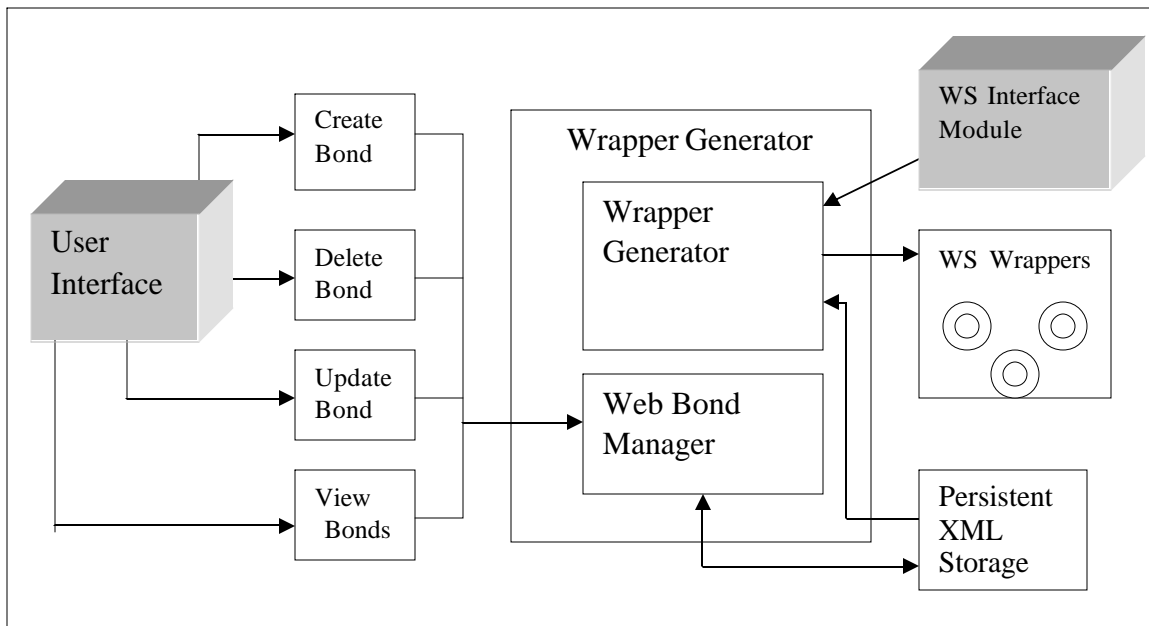 User
Interface
Create
Bond
Delete
Bond
Update
Bond
View
Bonds
Wrapper Generator
Wrapper
Generator
Web Bond
Manager
WS Interface
Module
WS Wrappers
Persistent
XML
Storage